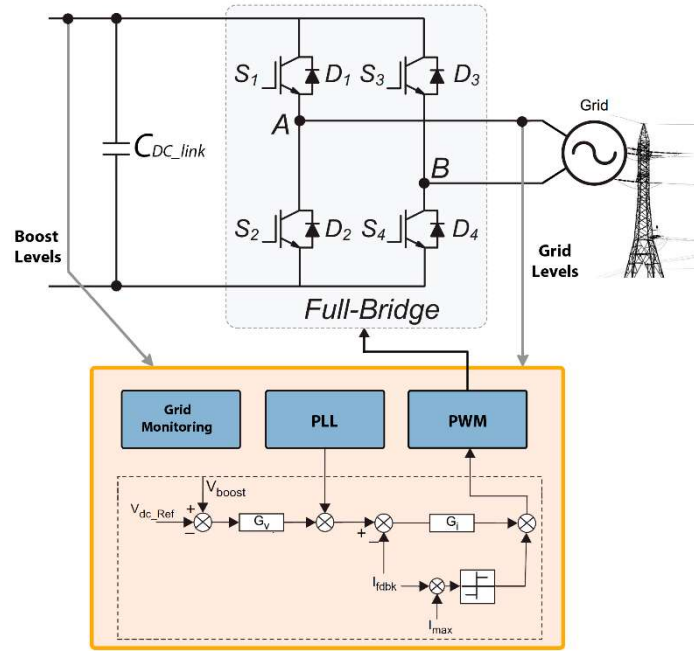 S1 D1 S3 D3
Grid
A
CDC_link
B
Boost
Levels
S2 D2 S4 D4
Grid
Levels
Full-Bridge
Grid
Monitoring
PLL
PWM
Vboost
Vdc_Ref
+
−
Gv
+
−
Gi
Ifdbk
Imax